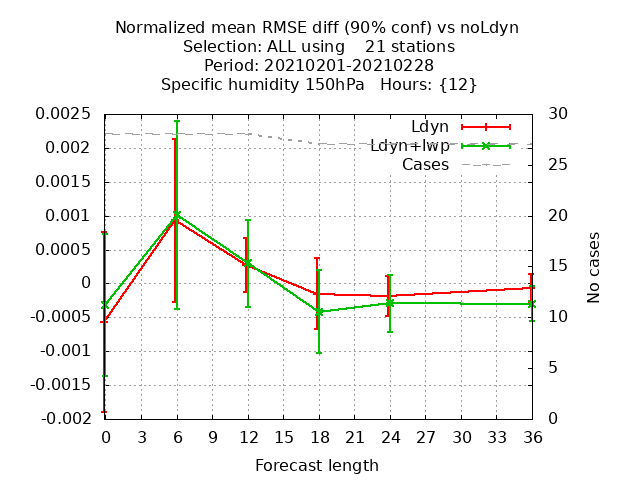 Normalized mean RMSE diff (90% conf) vs noLdyn
Selection: ALL using    21 stations
Period: 20210201-20210228
Specific humidity 150hPa   Hours: {12}
0.0025
0.002
0.0015
0.001
0.0005
0
-0.0005
-0.001
-0.0015
-0.002
Ldyn
Ldyn+lwp
Cases
30
25
20
15
10
5
0
No cases
0 3 6 9 12 15 18 21 24 27 30 33 36
Forecast length